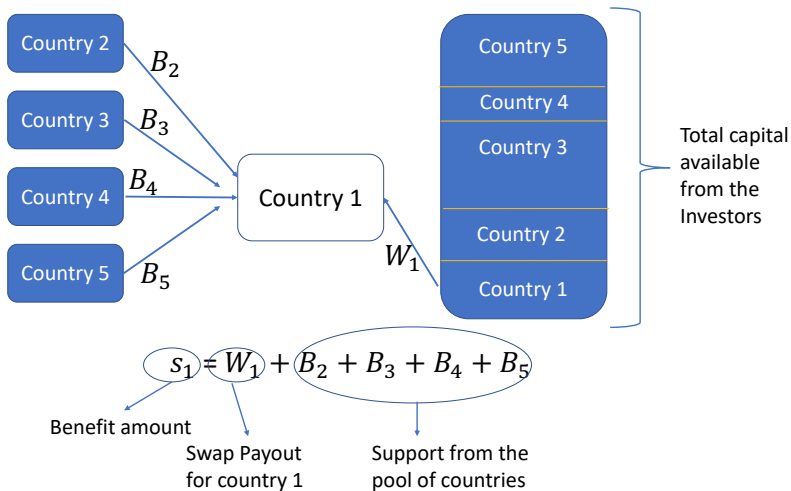 Country 2
Country 3
Country 4
Country 5
B₂
B₃
B₄
B₅
Country 1
W₁
Country 5
Country 4
Country 3
Country 2
Country 1
Total capital
available
from the
Investors
s₁ = W₁ + B₂ + B₃ + B₄ + B₅
Benefit amount
Swap Payout
for country 1
Support from the
pool of countries